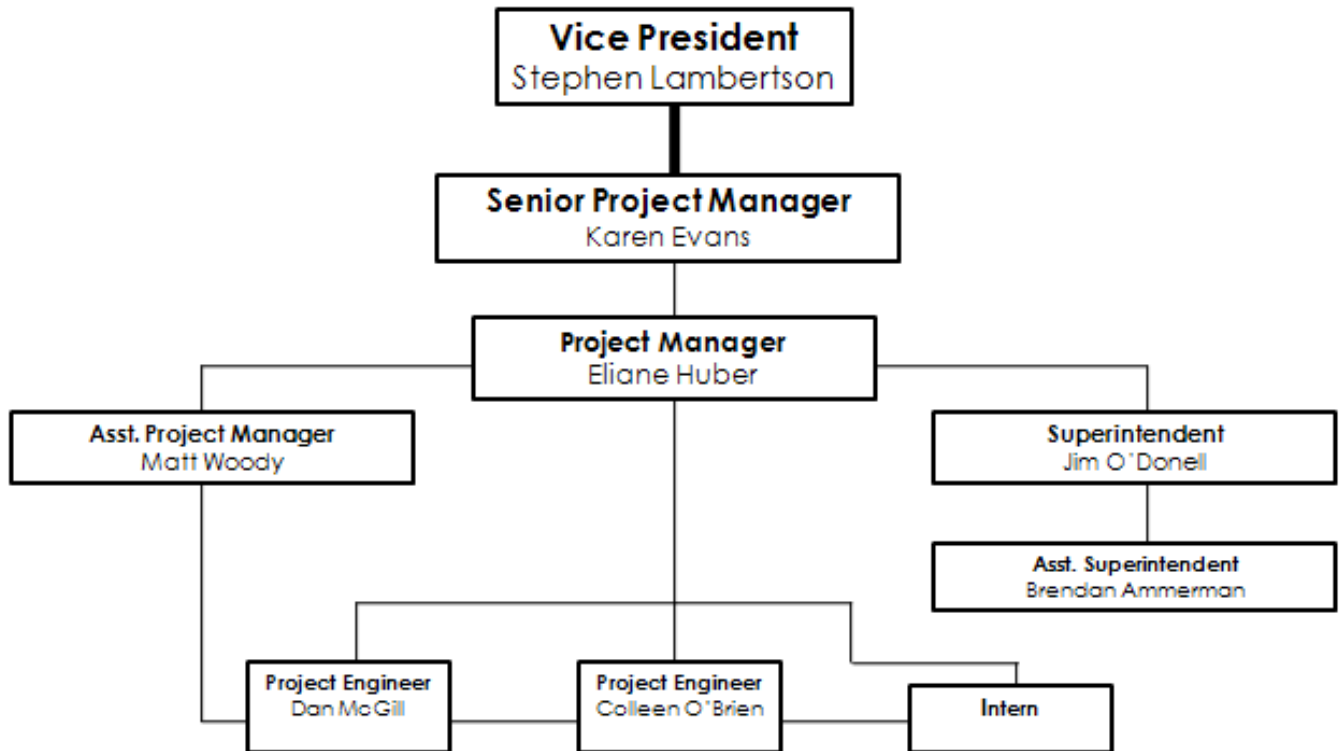 Vice President
Stephen Lambertson
Senior Project Manager
Karen Evans
Project Manager
Eliane Huber
Asst. Project Manager
Matt Woody
Superintendent
Jim O'Donell
Asst. Superintendent
Brendan Ammerman
Project Engineer
Dan McGill
Project Engineer
Colleen O'Brien
Intern